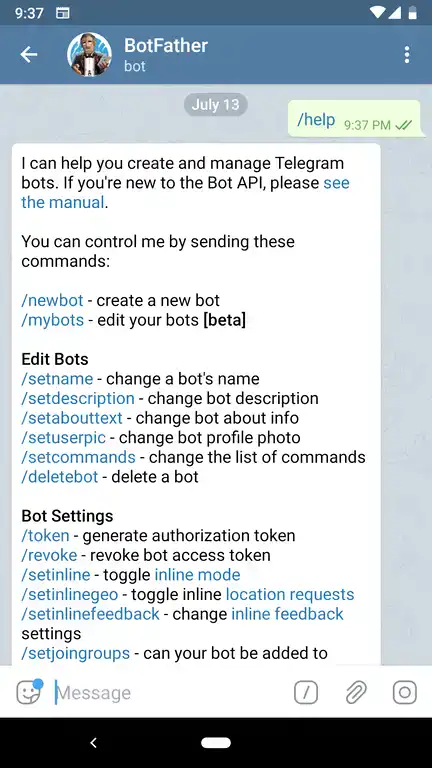 9:37
BotFather
bot
July 13
/help 9:37 PM
I can help you create and manage Telegram
bots. If you're new to the Bot API, please see
the manual.
You can control me by sending these
commands:
/newbot - create a new bot
/mybots - edit your bots [beta]
Edit Bots
/setname - change a bot's name
/setdescription - change bot description
/setabouttext - change bot about info
/setuserpic - change bot profile photo
/setcommands - change the list of commands
/deletebot - delete a bot
Bot Settings
/token - generate authorization token
/revoke - revoke bot access token
/setinline - toggle inline mode
/setinlinegeo - toggle inline location requests
/setinlinefeedback - change inline feedback
settings
/setjoingroups - can your bot be added to
Message